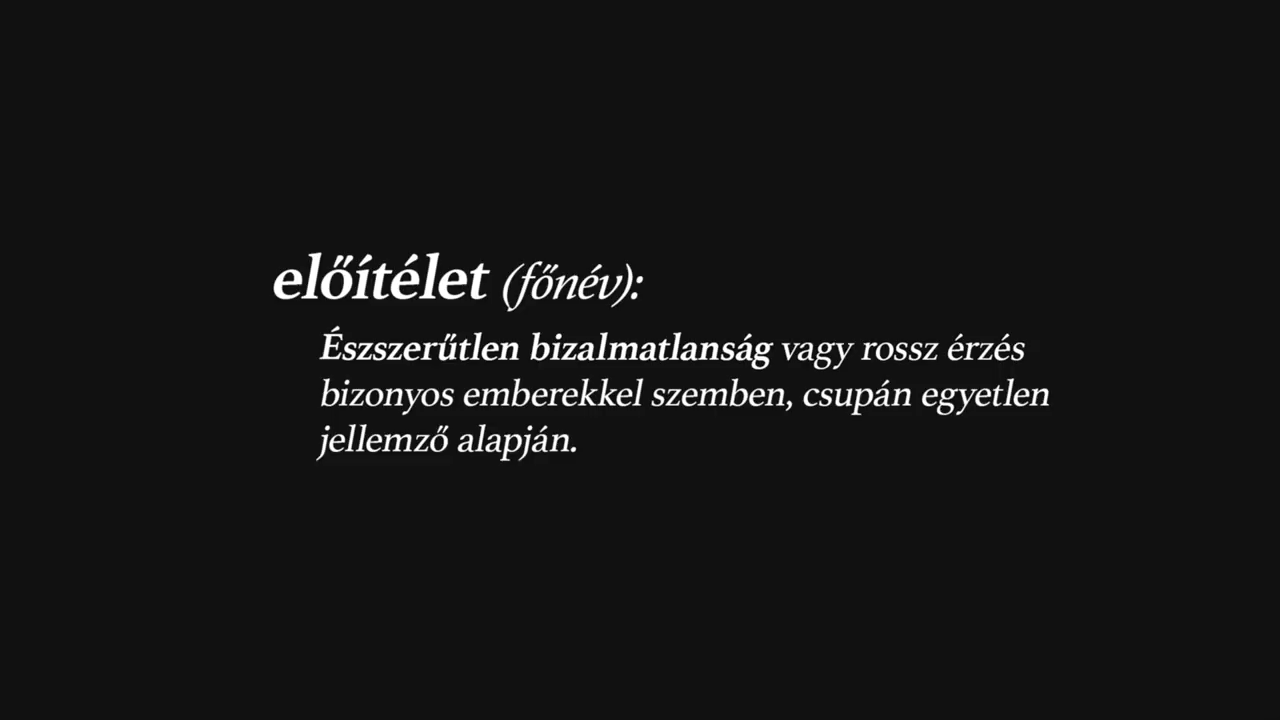 előítélet (főnév):
Észszerűtlen bizalmatlanság vagy rossz érzés
bizonyos emberekkel szemben, csupán egyetlen
jellemző alapján.